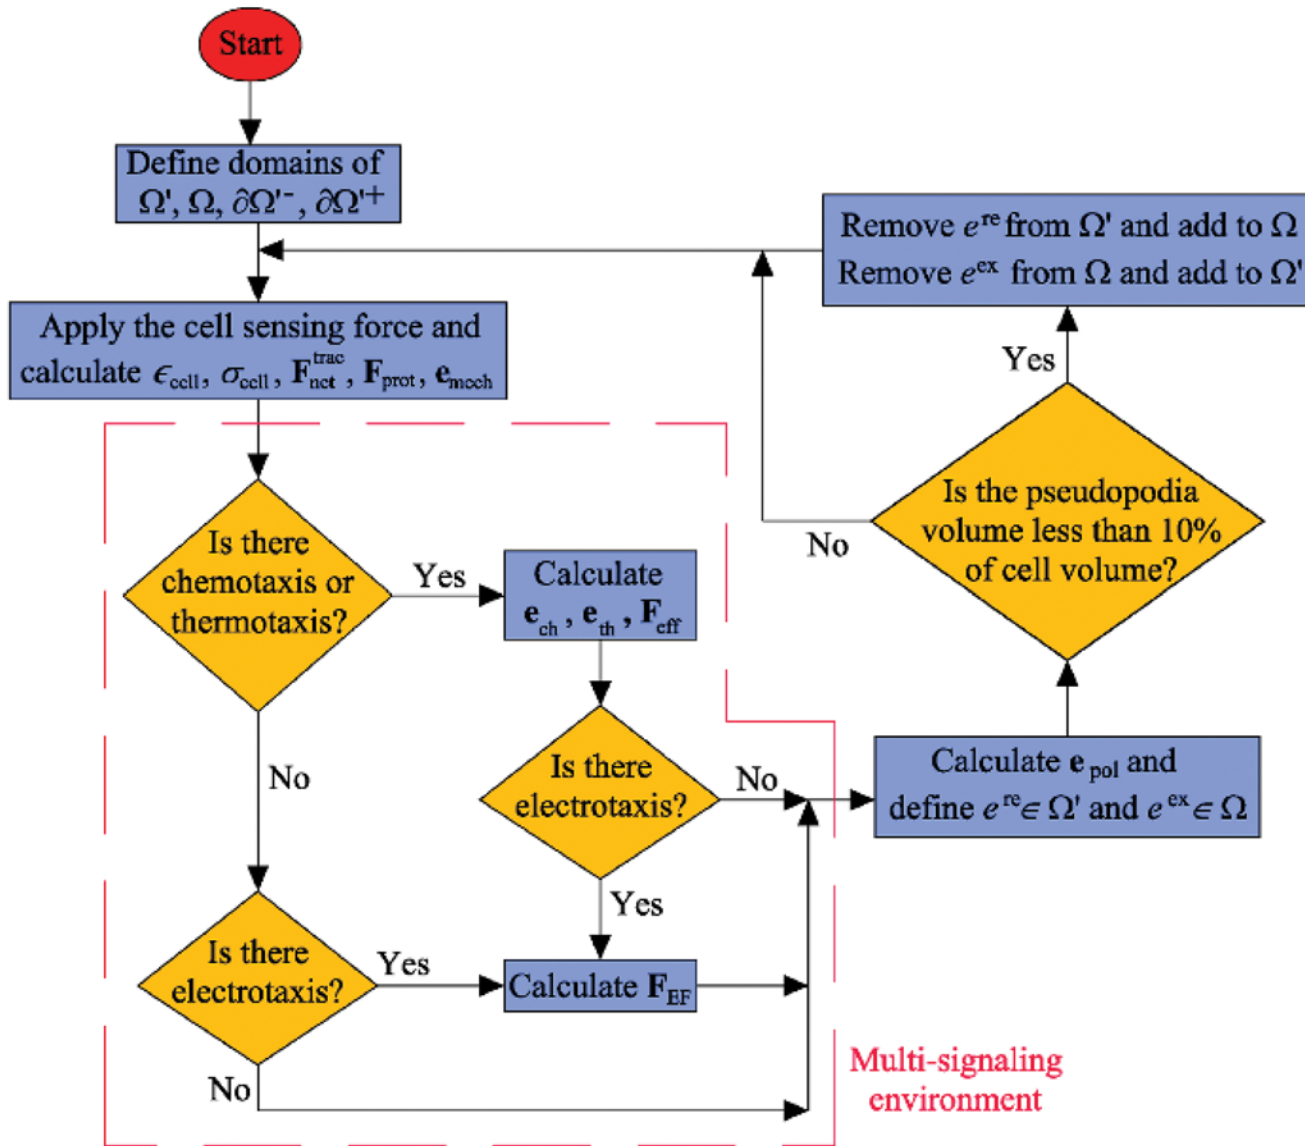 Start
Define domains of
Ω', Ω, ∂Ω'⁻, ∂Ω'⁺
Apply the cell sensing force and
calculate ϵ_cell, σ_cell, F_net^trac, F_prot, e_mech
Is there
chemotaxis or
thermotaxis?
Yes
Calculate
e_ch, e_th, F_eff
No
Is there
electrotaxis?
No
Yes
Is there
electrotaxis?
Yes
Calculate F_EF
No
Multi-signaling
environment
Calculate e_pol and
define e^re ∈ Ω' and e^ex ∈ Ω
Is the pseudopodia
volume less than 10%
of cell volume?
No
Yes
Remove e^re from Ω' and add to Ω
Remove e^ex from Ω and add to Ω'